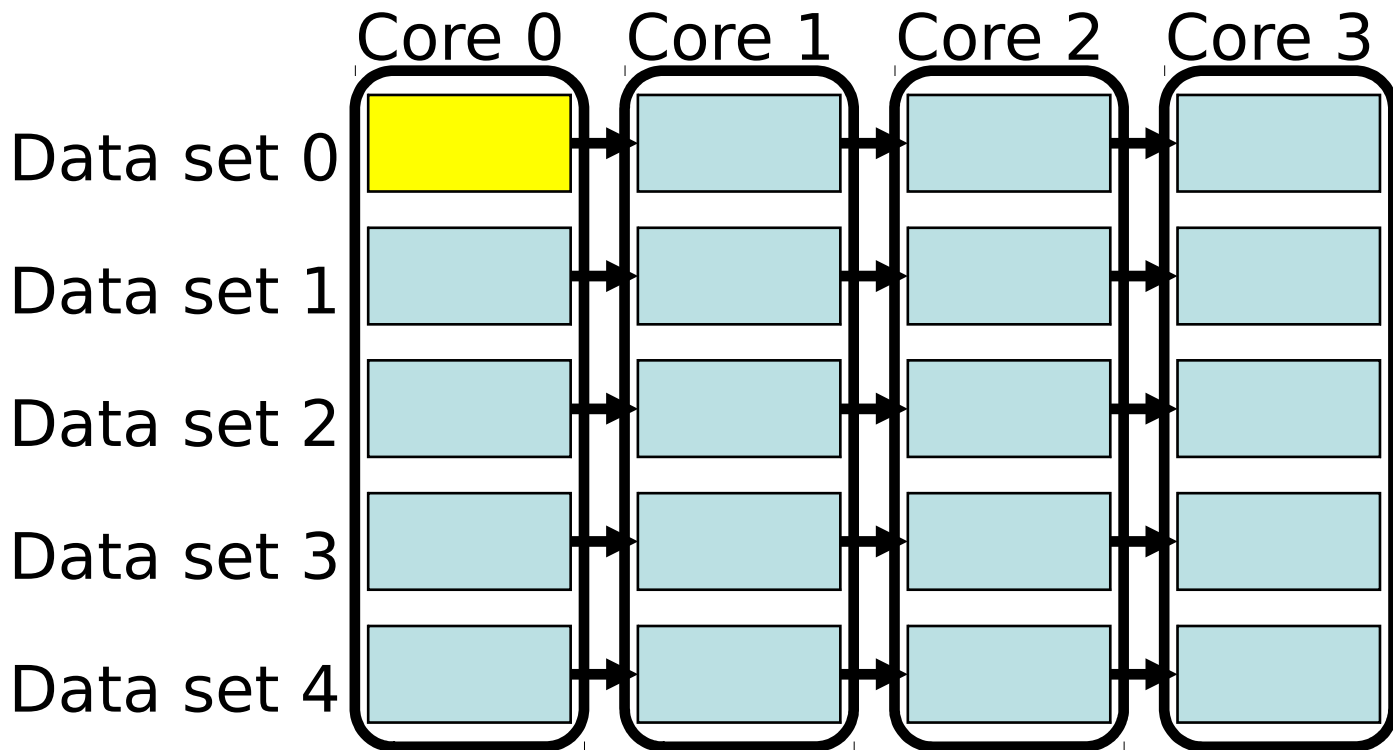 Core 0 Core 1 Core 2 Core 3
Data set 0
Data set 1
Data set 2
Data set 3
Data set 4